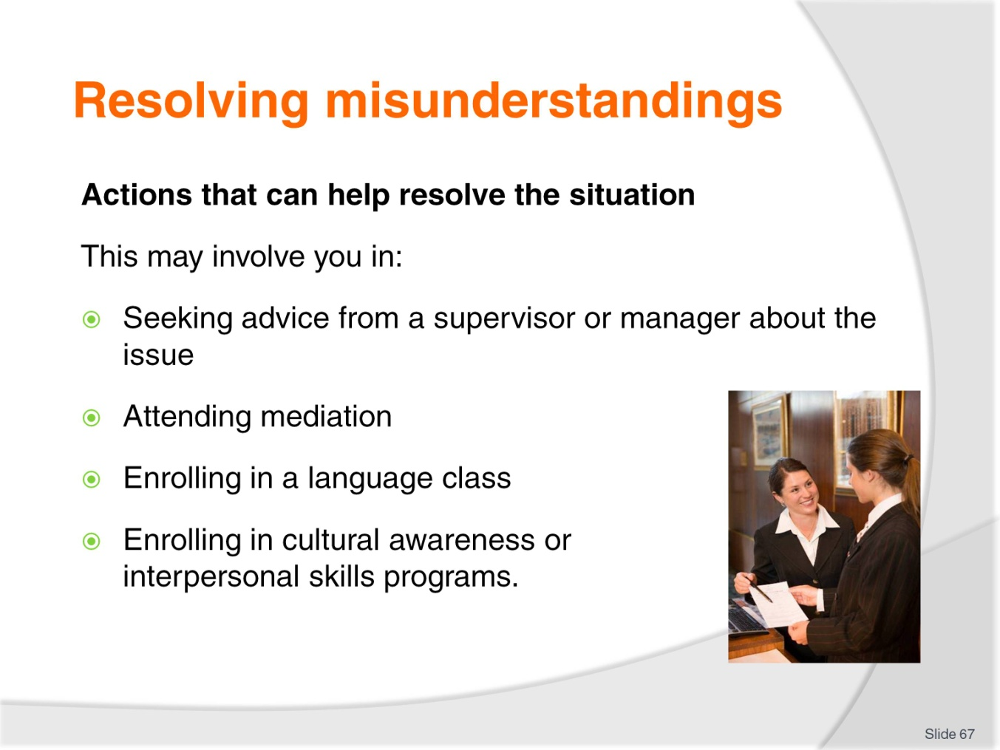 Resolving misunderstandings
Actions that can help resolve the situation
This may involve you in:
Seeking advice from a supervisor or manager about the
issue
Attending mediation
Enrolling in a language class
Enrolling in cultural awareness or
interpersonal skills programs.
Slide 67